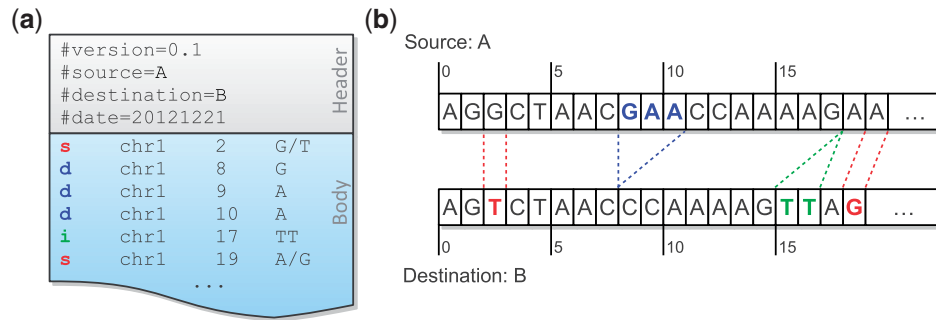 (a)
#version=0.1
#source=A
#destination=B
#date=20121221
Header
s chr1 2 G/T
d chr1 8 G
d chr1 9 A
d chr1 10 A
i chr1 17 TT
s chr1 19 A/G
...
Body
(b)
Source: A
0 5 10 15
A G G C T A A C G A A C C A A A A G A A ...
A G T C T A A C C C A A A A G T T A G ...
0 5 10 15
Destination: B